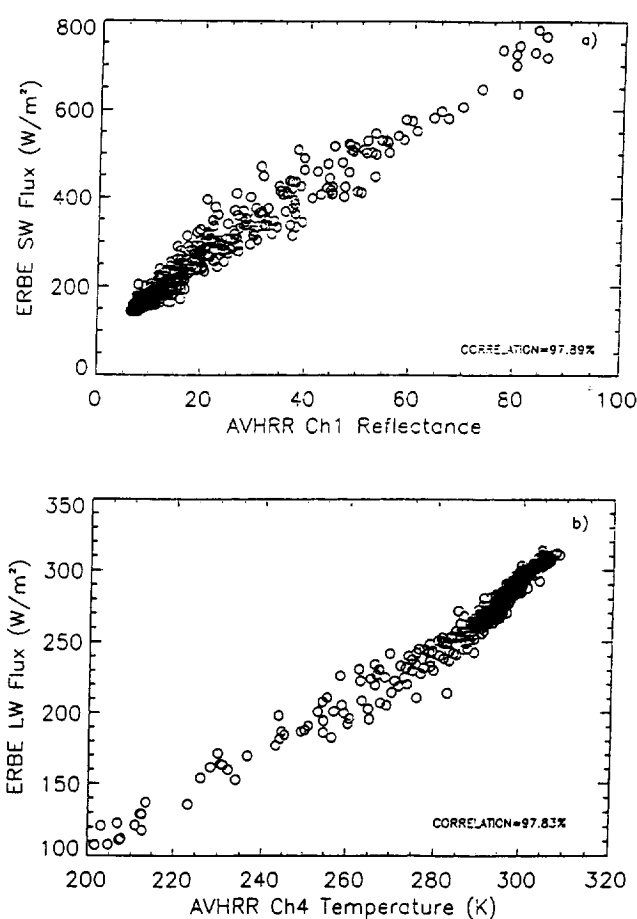 800
a)
600
400
200
0
ERBE SW Flux (W/m²)
CORRELATION=97.89%
0 20 40 60 80 100
AVHRR Ch1 Reflectance
350
b)
300
250
200
150
100
ERBE LW Flux (W/m²)
CORRELATION=97.83%
200 220 240 260 280 300 320
AVHRR Ch4 Temperature (K)